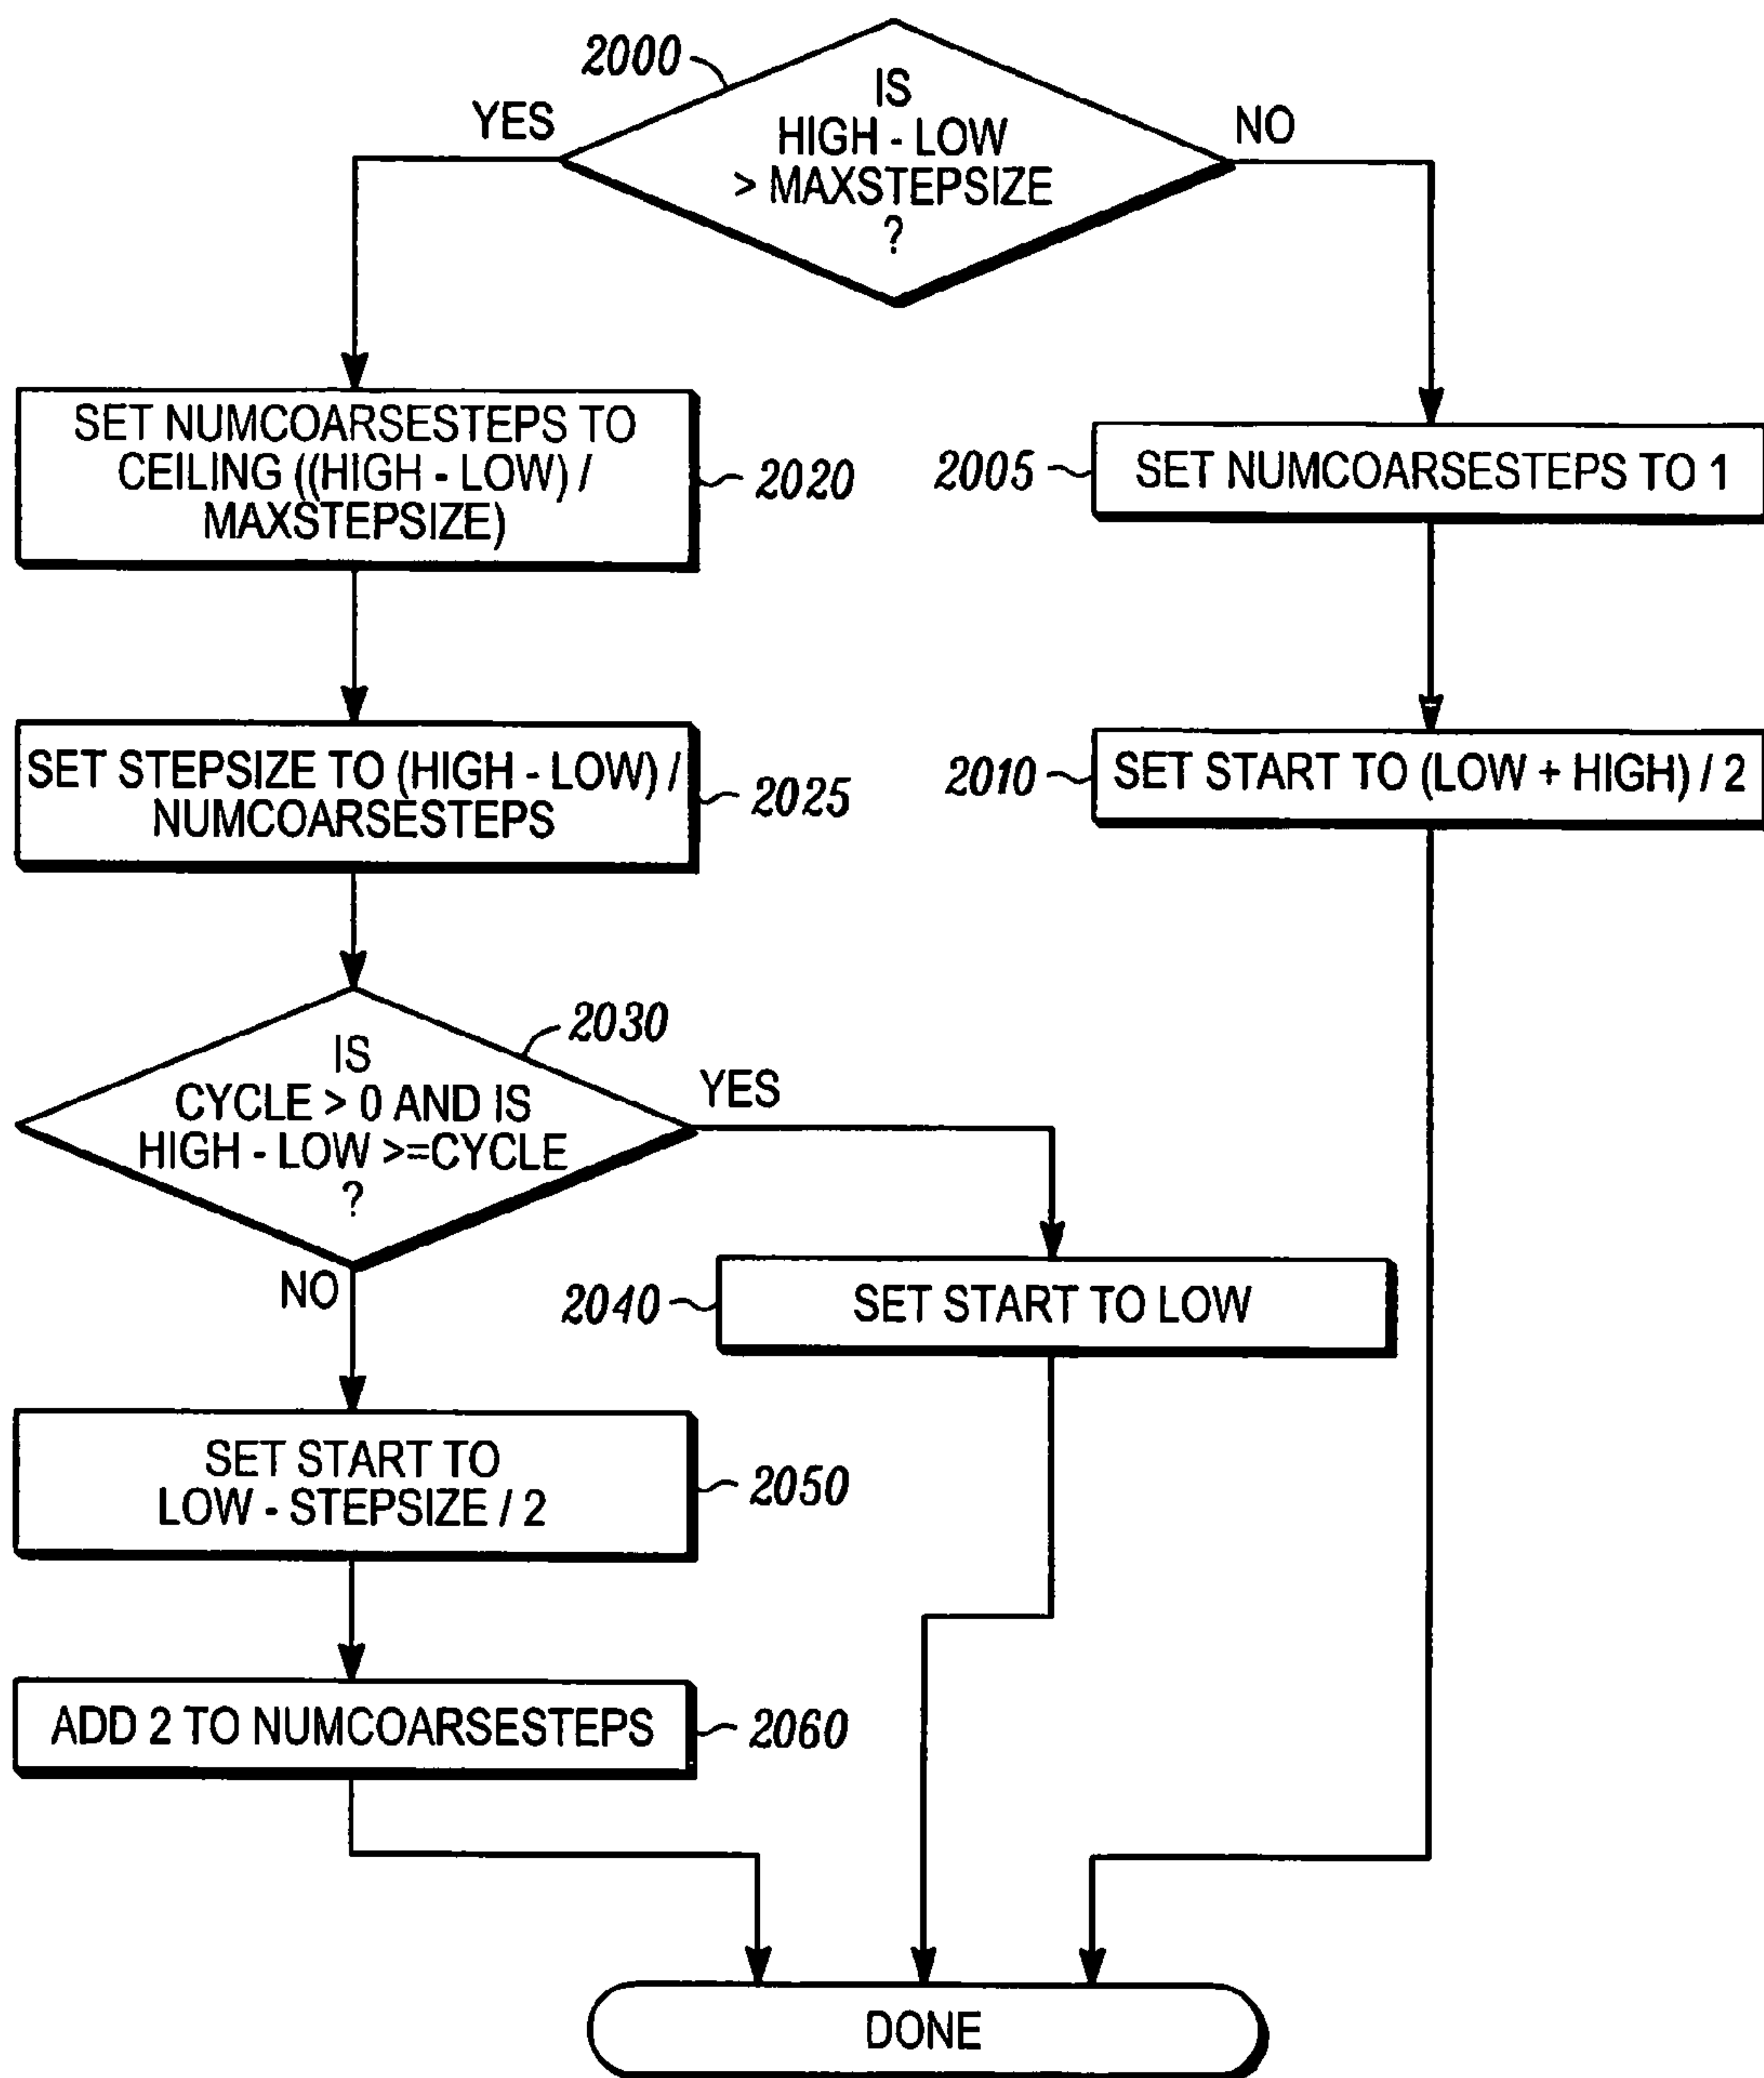 2000
IS
HIGH - LOW
> MAXSTEPSIZE
?
YES
NO
SET NUMCOARSESTEPS TO
CEILING ((HIGH - LOW) /
MAXSTEPSIZE)
2020
2005
SET NUMCOARSESTEPS TO 1
SET STEPSIZE TO (HIGH - LOW) /
NUMCOARSESTEPS
2025
2010
SET START TO (LOW + HIGH) / 2
2030
IS
CYCLE > 0 AND IS
HIGH - LOW >=CYCLE
?
YES
NO
2040
SET START TO LOW
SET START TO
LOW - STEPSIZE / 2
2050
ADD 2 TO NUMCOARSESTEPS
2060
DONE